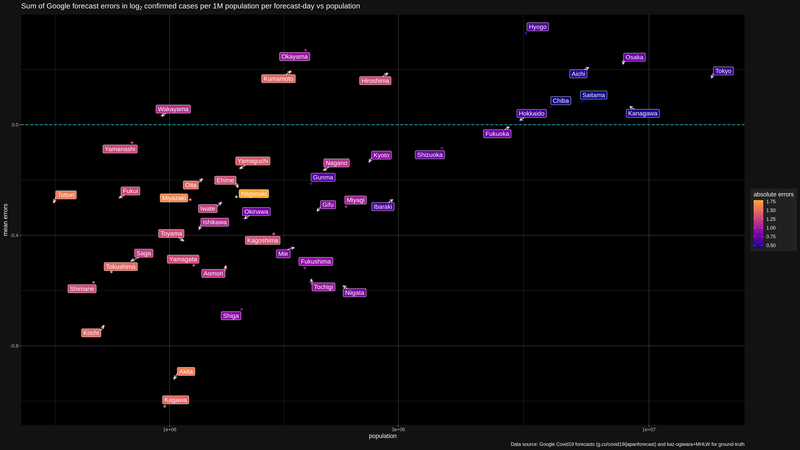 Sum of Google forecast errors in log2 confirmed cases per 1M population per forecast-day vs population
Hyogo
Okayama
Osaka
Tokyo
Aichi
Kumamoto
Hiroshima
Saitama
Chiba
Wakayama
Hokkaido
Kanagawa
0.0
Fukuoka
Yamanashi
Shizuoka
Kyoto
Yamaguchi
Nagano
Gunma
Ehime
Oita
Fukui
Tottori
Nagasaki
Miyazaki
absolute errors
1.75
1.50
1.25
1.00
0.75
0.50
Miyagi
Gifu
Ibaraki
Iwate
Okinawa
Ishikawa
mean errors
Toyama
-0.4
Kagoshima
Saga
Mie
Yamagata
Fukushima
Tokushima
Aomori
Shimane
Tochigi
Niigata
Shiga
Kochi
-0.8
Akita
Kagawa
1e+06
3e+06
1e+07
population
Data source: Google Covid19 forecasts (g.co/covid19/japanforecast) and kaz-ogiwara+MHLW for ground-truth